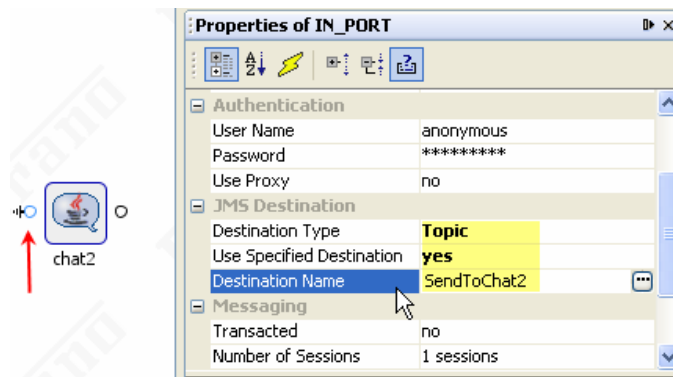 Properties of IN_PORT
Authentication
User Name anonymous
Password *********
Use Proxy no
JMS Destination
Destination Type Topic
Use Specified Destination yes
Destination Name SendToChat2
Messaging
Transacted no
Number of Sessions 1 sessions
chat2